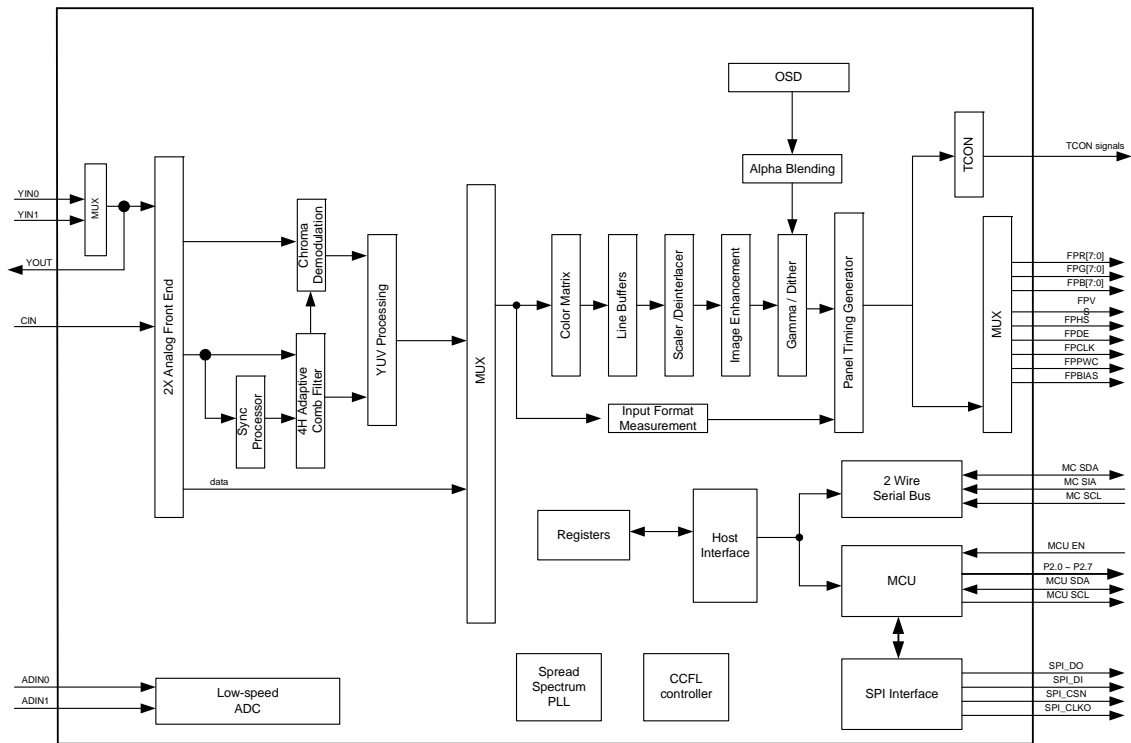 OSD
TCON
TCON signals
Alpha Blending
YIN0
YIN1
MUX
YOUT
CIN
2X Analog Front End
Chroma
Demodulation
4H Adaptive
Comb Filter
Sync
Processor
YUV Processing
data
MUX
Color Matrix
Line Buffers
Scaler /Deinterlacer
Image Enhancement
Gamma / Dither
Panel Timing Generator
Input Format
Measurement
MUX
FPR[7:0]
FPG[7:0]
FPB[7:0]
FPV
S
FPHS
FPDE
FPCLK
FPPWC
FPBIAS
2 Wire
Serial Bus
MC SDA
MC SIA
MC SCL
Registers
Host
Interface
MCU
MCU EN
P2.0 ~ P2.7
MCU SDA
MCU SCL
Spread
Spectrum
PLL
CCFL
controller
SPI Interface
SPI_DO
SPI_DI
SPI_CSN
SPI_CLKO
ADIN0
ADIN1
Low-speed
ADC